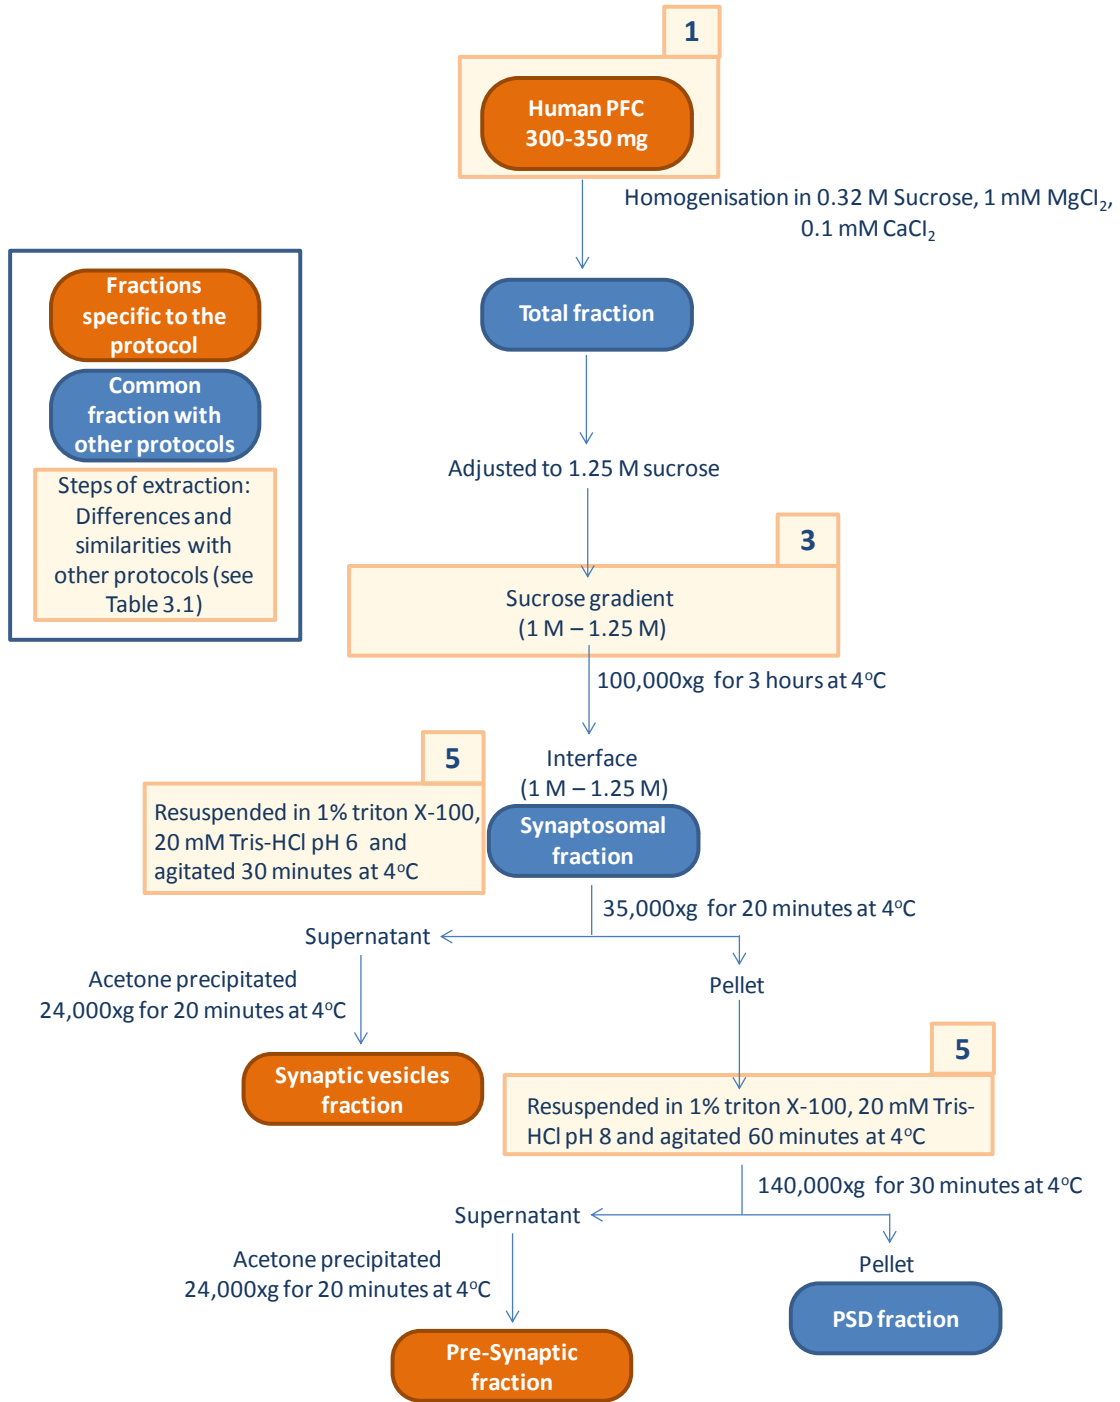 1
Human PFC
300-350 mg
Homogenisation in 0.32 M Sucrose, 1 mM MgCl₂,
0.1 mM CaCl₂
Fractions
specific to the
protocol
Common
fraction with
other protocols
Steps of extraction:
Differences and
similarities with
other protocols (see
Table 3.1)
Total fraction
Adjusted to 1.25 M sucrose
3
Sucrose gradient
(1 M – 1.25 M)
100,000xg for 3 hours at 4°C
5
Resuspended in 1% triton X-100,
20 mM Tris-HCl pH 6 and
agitated 30 minutes at 4°C
Interface
(1 M – 1.25 M)
Synaptosomal
fraction
35,000xg for 20 minutes at 4°C
Supernatant
Acetone precipitated
24,000xg for 20 minutes at 4°C
Synaptic vesicles
fraction
Pellet
5
Resuspended in 1% triton X-100, 20 mM Tris-
HCl pH 8 and agitated 60 minutes at 4°C
140,000xg for 30 minutes at 4°C
Supernatant
Acetone precipitated
24,000xg for 20 minutes at 4°C
Pre-Synaptic
fraction
Pellet
PSD fraction